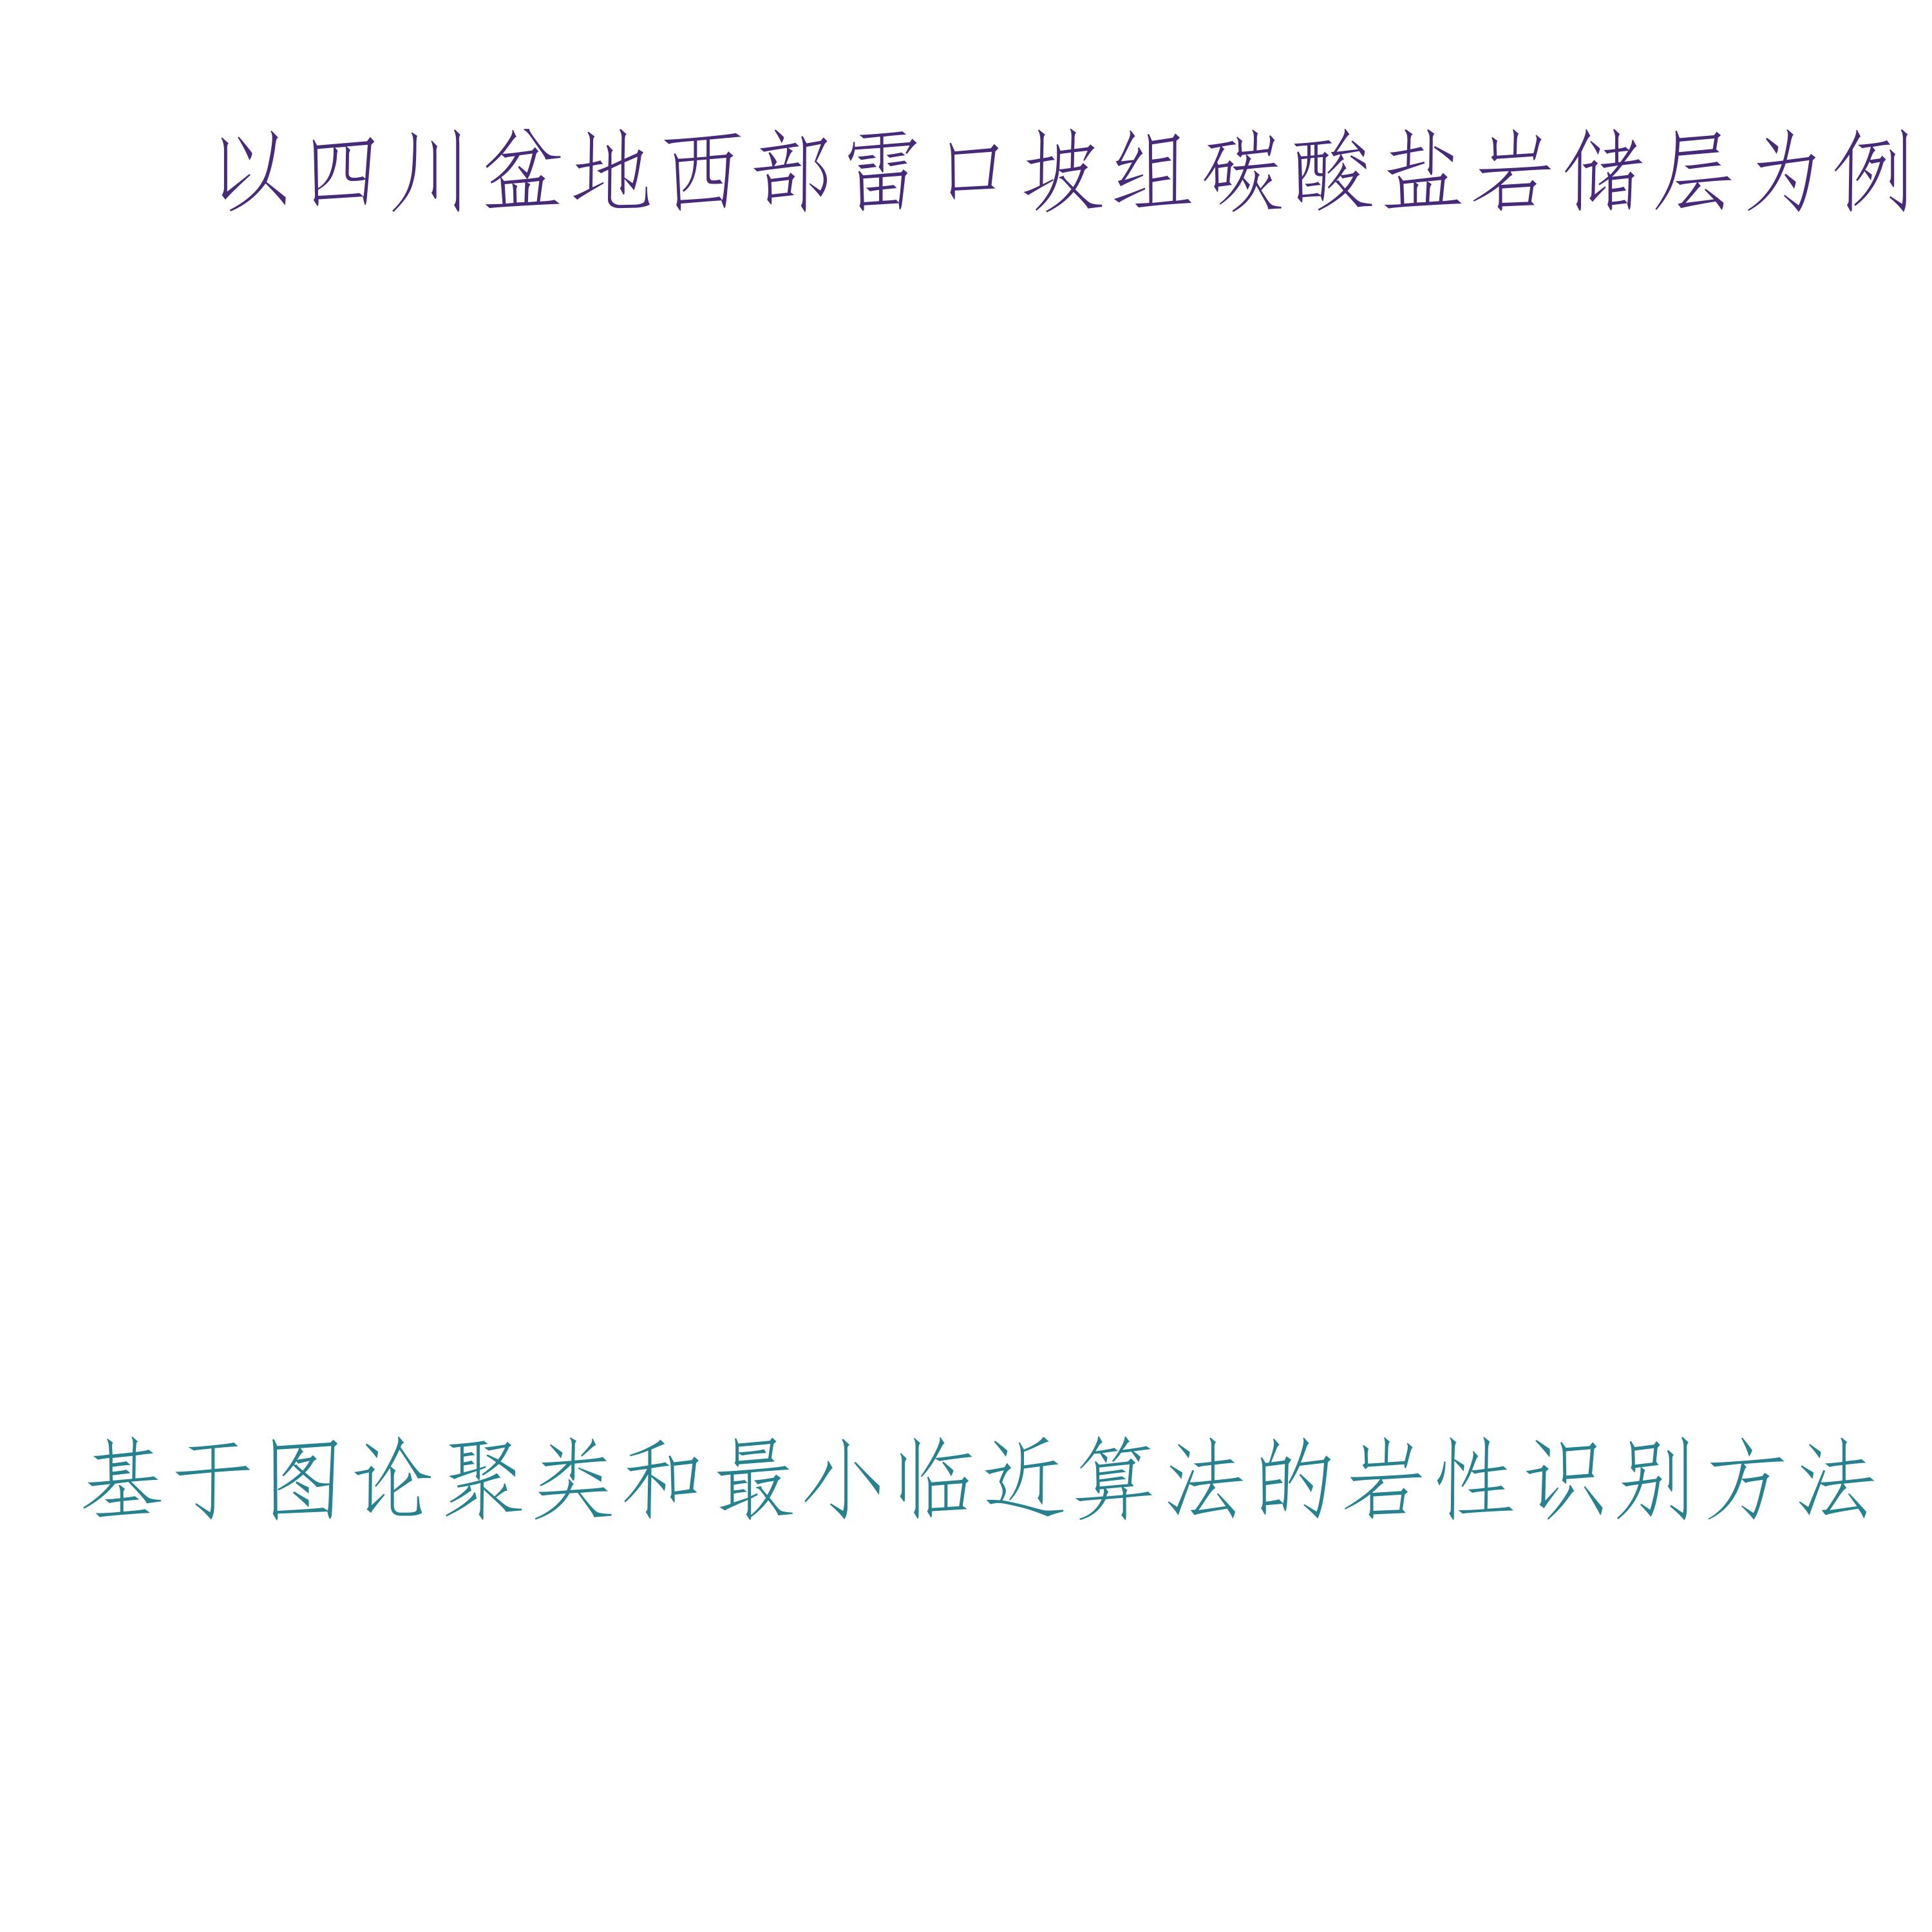 以四川盆地西部雷口坡组碳酸盐岩储层为例
基于图论聚类和最小临近算法的岩性识别方法